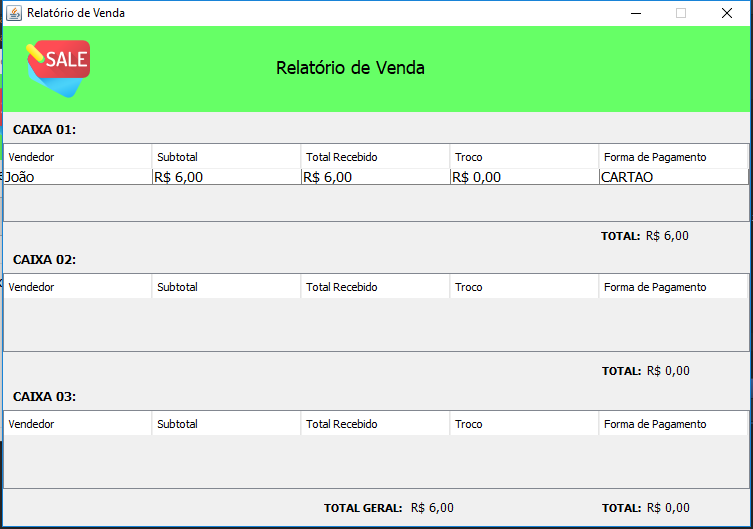 Relatório de Venda
SALE
Relatório de Venda
CAIXA 01:
Vendedor Subtotal Total Recebido Troco Forma de Pagamento
João R$ 6,00 R$ 6,00 R$ 0,00 CARTAO
TOTAL: R$ 6,00
CAIXA 02:
Vendedor Subtotal Total Recebido Troco Forma de Pagamento
TOTAL: R$ 0,00
CAIXA 03:
Vendedor Subtotal Total Recebido Troco Forma de Pagamento
TOTAL GERAL: R$ 6,00 TOTAL: R$ 0,00